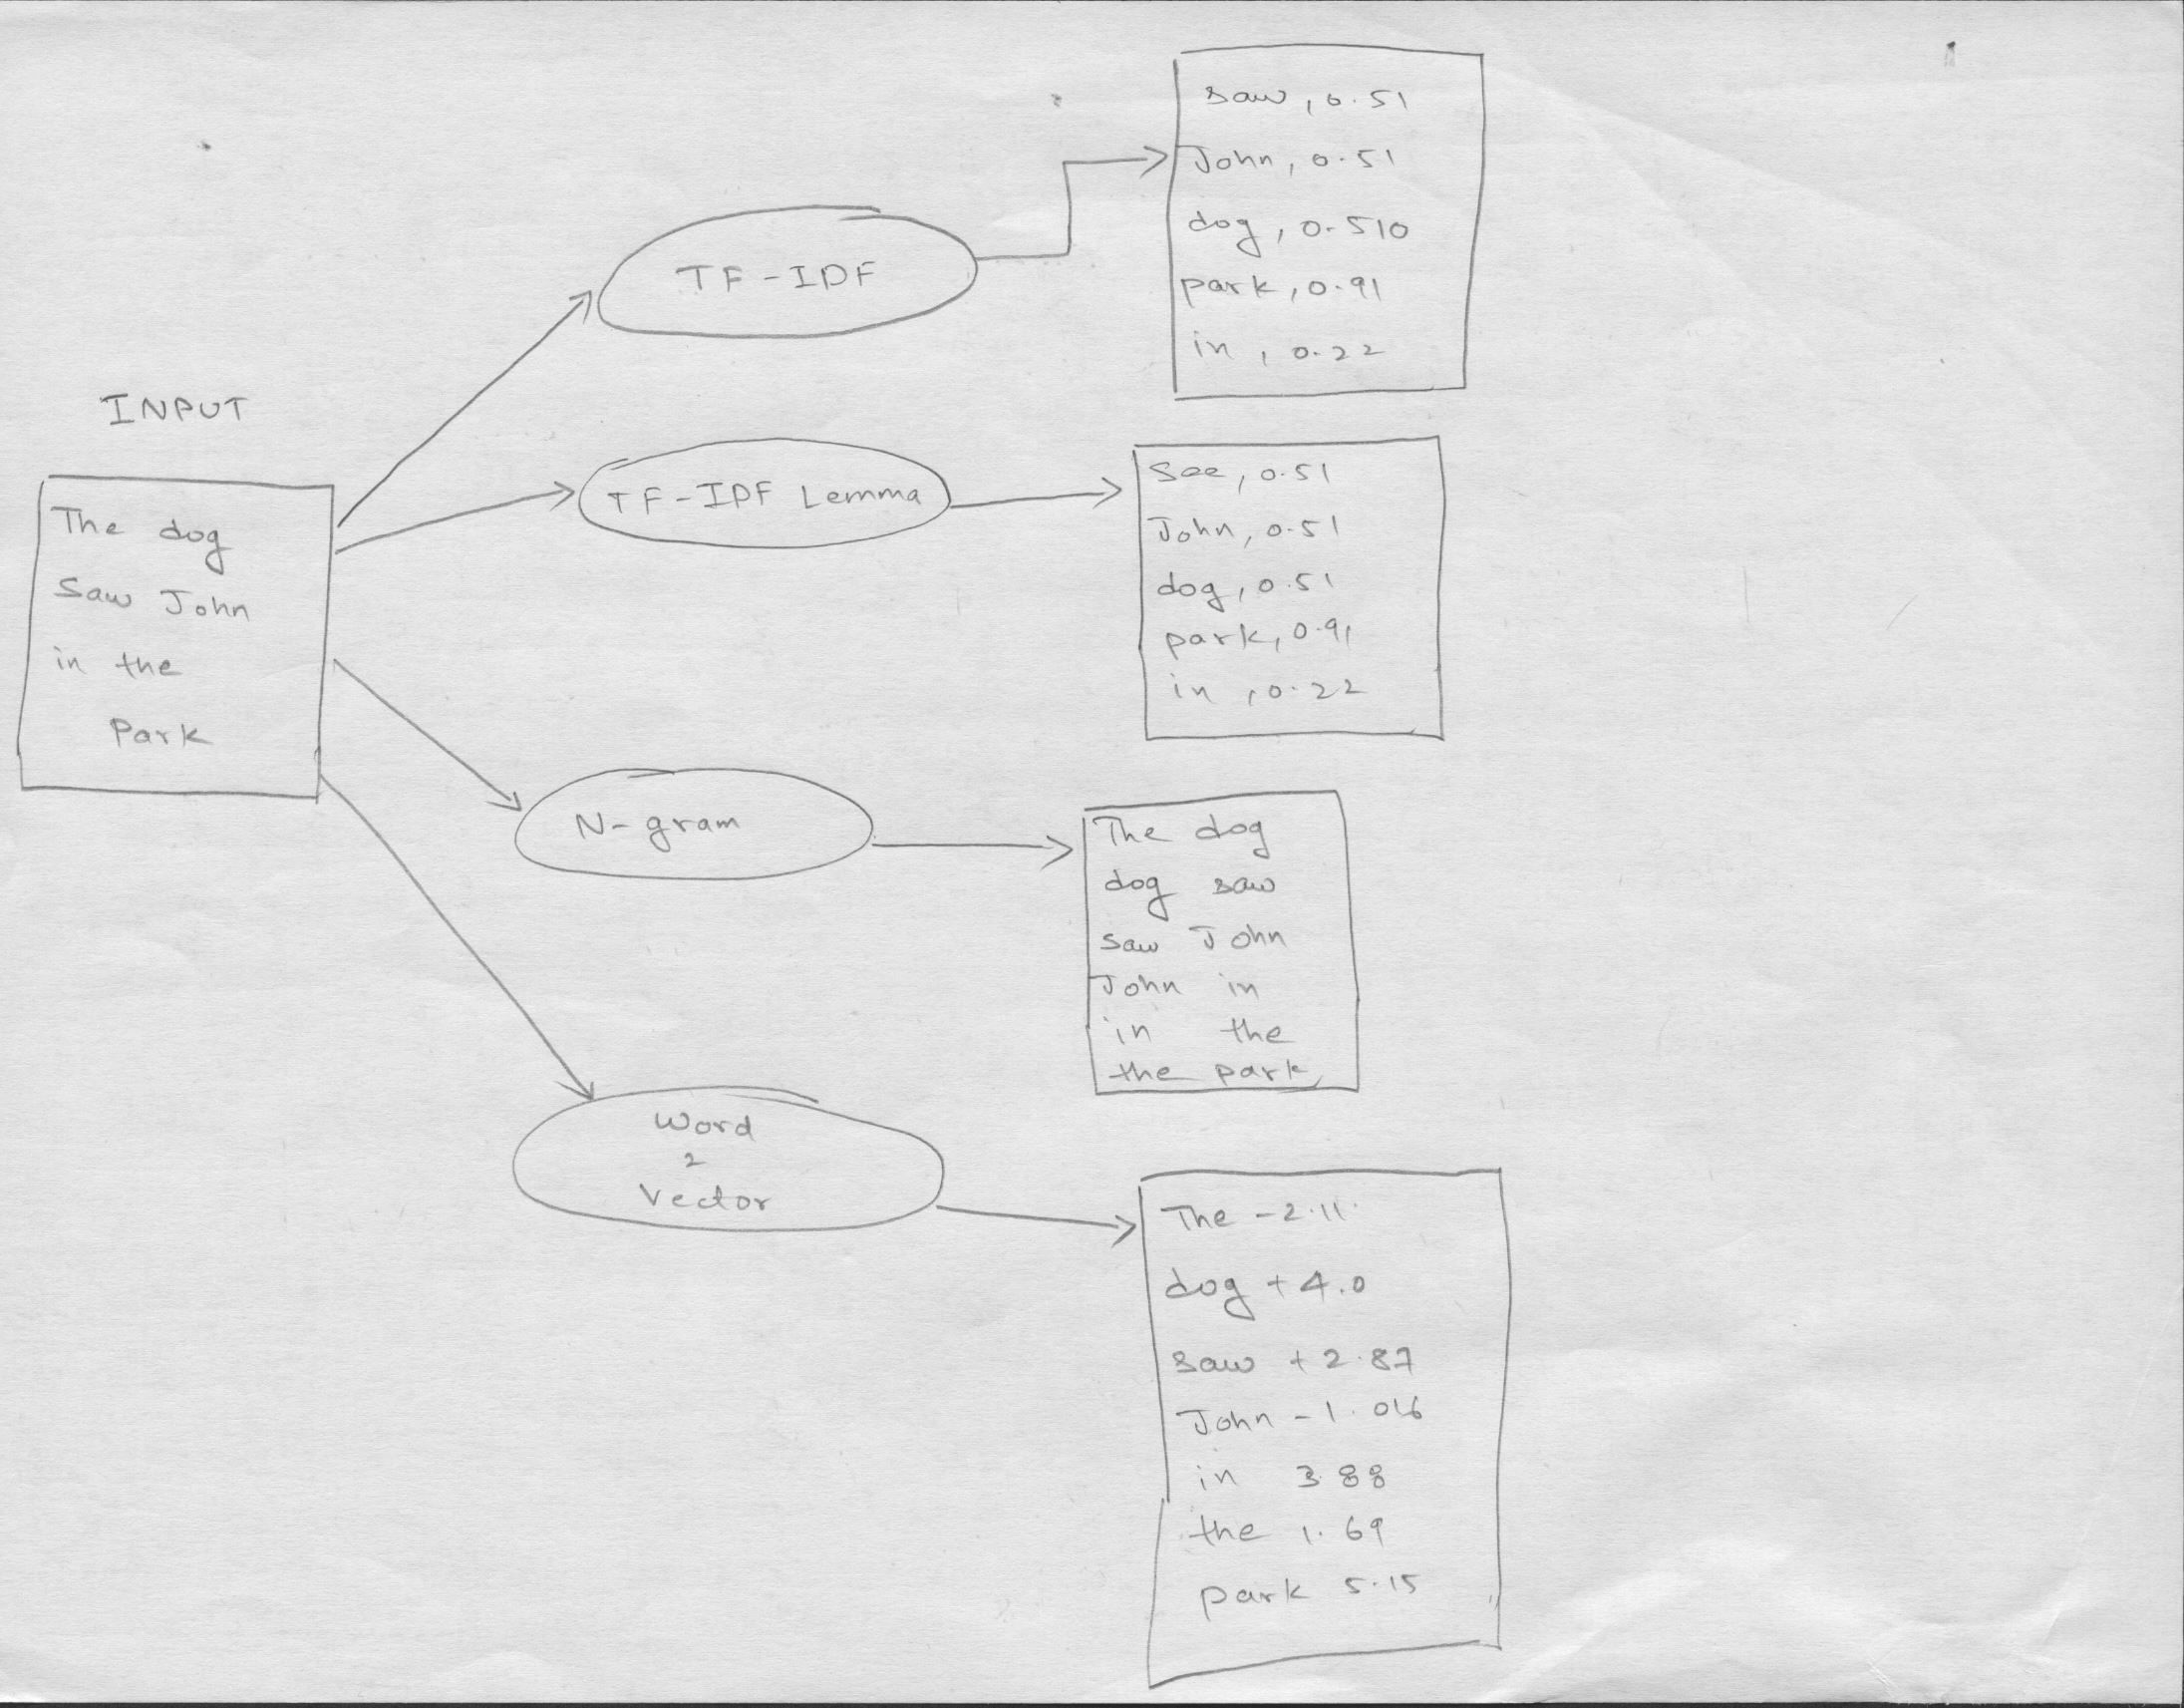 INPUT
The dog
Saw John
in the
Park
TF-IDF
saw, 0.51
John, 0.51
dog, 0.510
park, 0.91
in, 0.22
TF-IDF Lemma
See, 0.51
John, 0.51
dog, 0.51
park, 0.91
in, 0.22
N-gram
The dog
dog saw
saw John
John in
in the
the park
Word
2
Vector
The -2.11
dog +4.0
saw +2.87
John -1.016
in 3.88
the 1.69
park 5.15